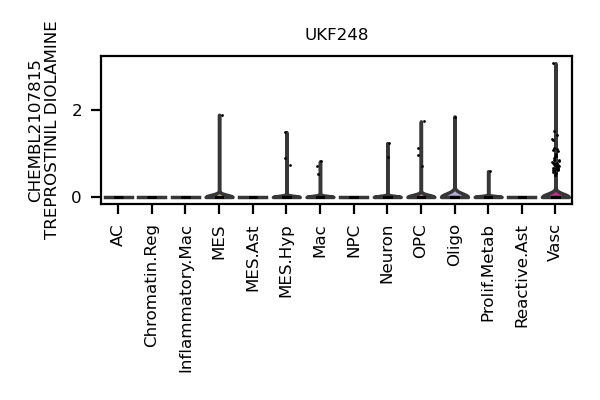 UKF248
CHEMBL2107815
TREPROSTINIL DIOLAMINE
2
0
AC
Chromatin.Reg
Inflammatory.Mac
MES
MES.Ast
MES.Hyp
Mac
NPC
Neuron
OPC
Oligo
Prolif.Metab
Reactive.Ast
Vasc